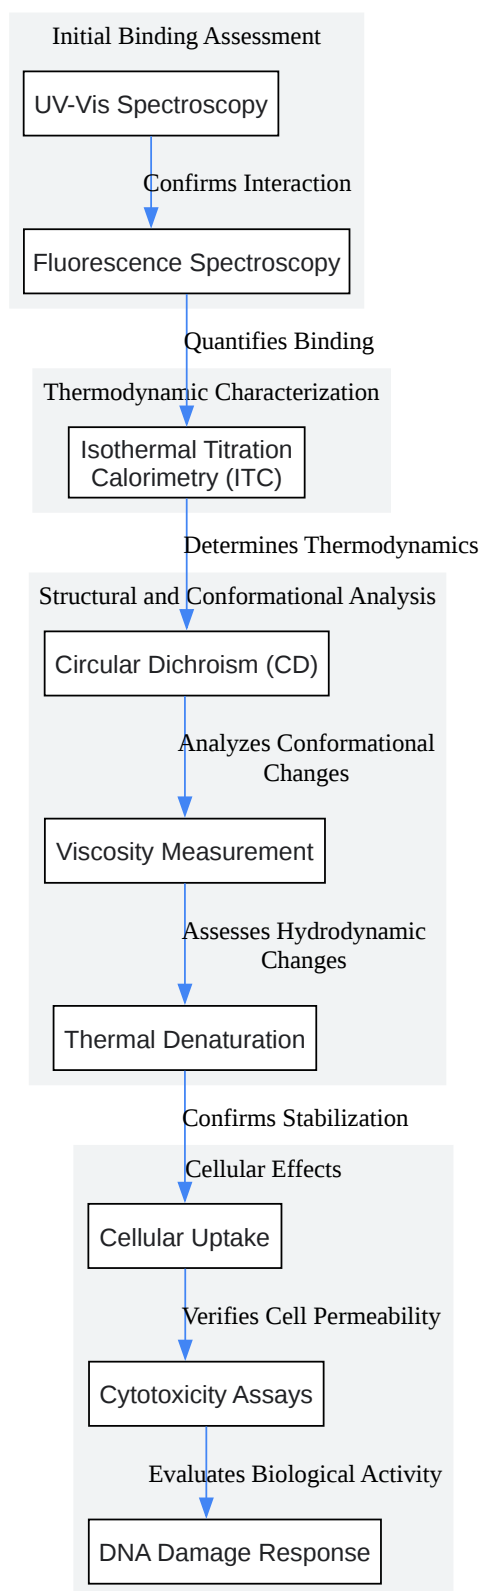 Initial Binding Assessment
UV-Vis Spectroscopy
Confirms Interaction
Fluorescence Spectroscopy
Quantifies Binding
Thermodynamic Characterization
Isothermal Titration
Calorimetry (ITC)
Determines Thermodynamics
Structural and Conformational Analysis
Circular Dichroism (CD)
Analyzes Conformational
Changes
Viscosity Measurement
Assesses Hydrodynamic
Changes
Thermal Denaturation
Confirms Stabilization
Cellular Effects
Cellular Uptake
Verifies Cell Permeability
Cytotoxicity Assays
Evaluates Biological Activity
DNA Damage Response